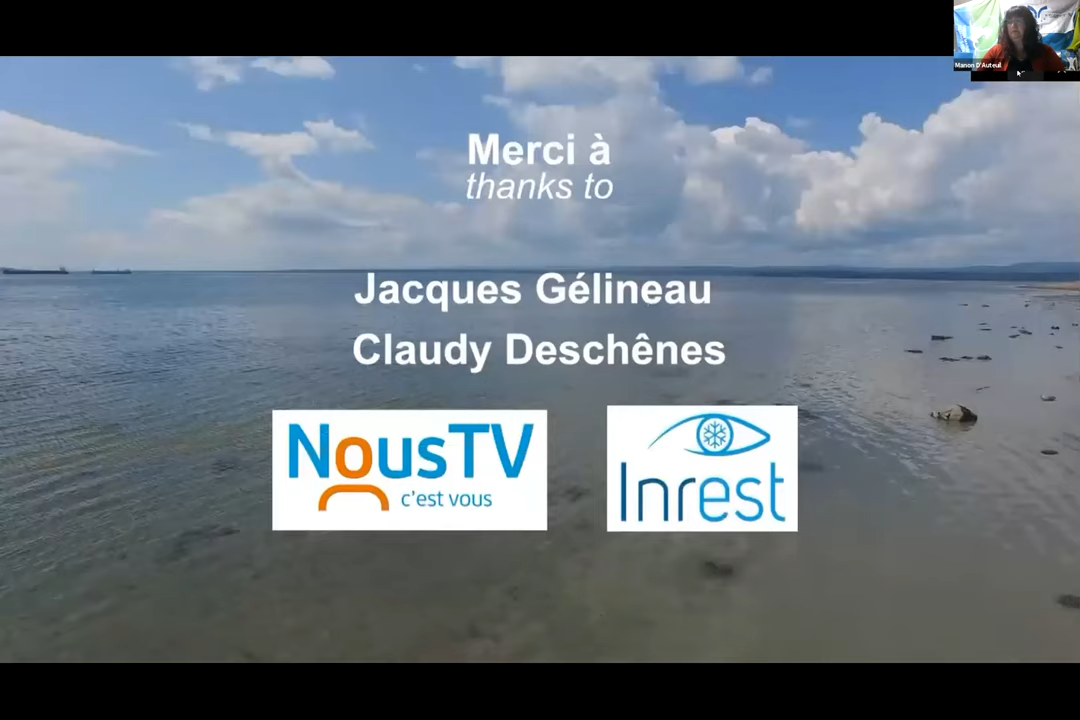 Manon D'Auteuil
Merci à
thanks to
Jacques Gélineau
Claudy Deschênes
NousTV
c'est vous
Inrest